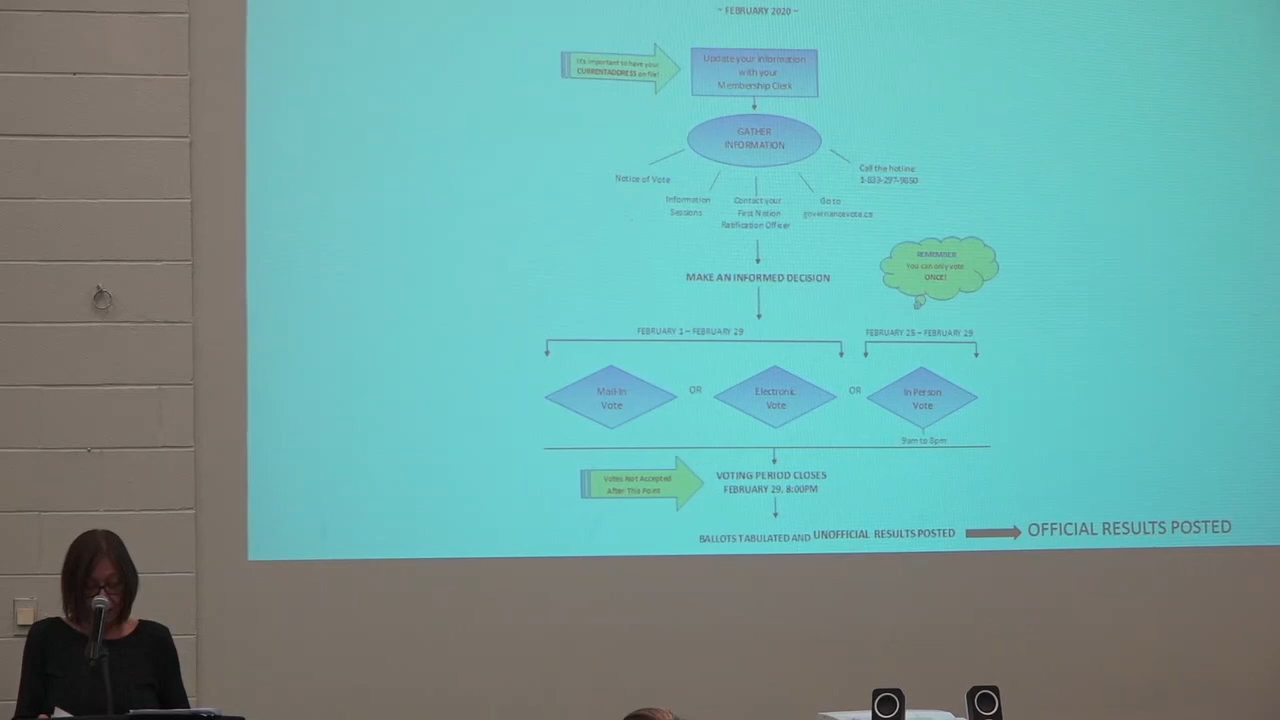 ~ FEBRUARY 2020 ~
It's important to have your
CURRENT ADDRESS on file!
Update your information
with your
Membership Clerk
GATHER
INFORMATION
Notice of Vote
Information
Sessions
Contact your
First Nation
Ratification Officer
Go to
governancevote.ca
Call the hotline:
1-833-297-9850
REMEMBER
You can only vote
ONCE!
MAKE AN INFORMED DECISION
FEBRUARY 1 – FEBRUARY 29
FEBRUARY 25 – FEBRUARY 29
Mail-In
Vote
OR
Electronic
Vote
OR
In Person
Vote
9am to 8pm
Votes Not Accepted
After This Point
VOTING PERIOD CLOSES
FEBRUARY 29, 8:00PM
BALLOTS TABULATED AND UNOFFICIAL RESULTS POSTED
OFFICIAL RESULTS POSTED